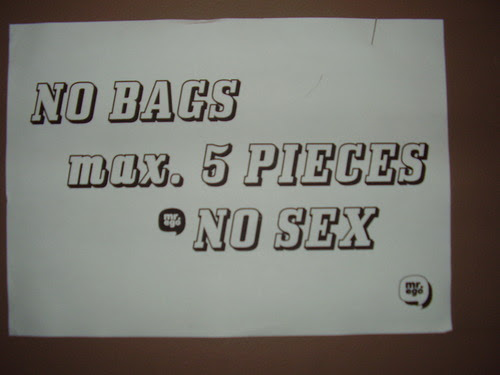 NO BAGS
max. 5 PIECES
mr.
ego
NO SEX
mr.
ego